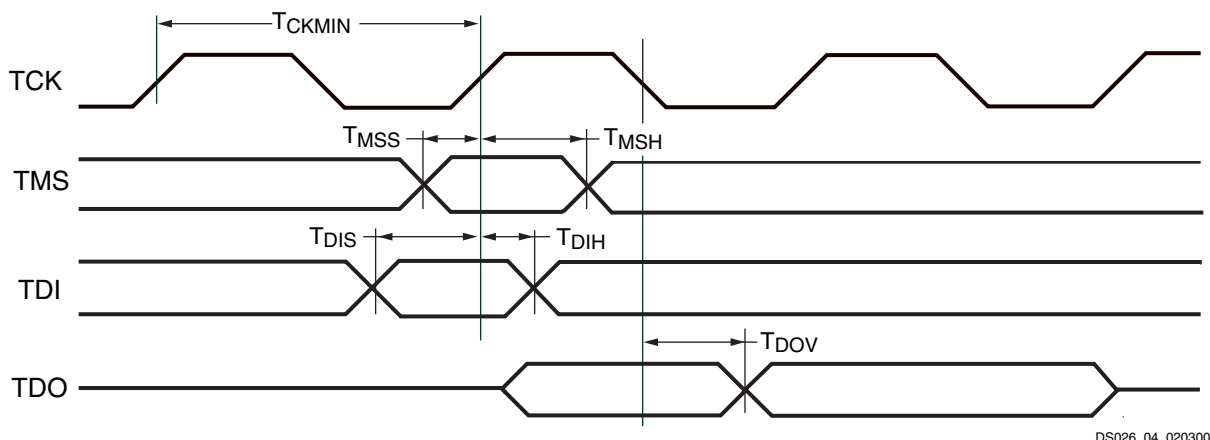 TCKMIN
TCK
TMSS TMSH
TMS
TDIS TDIH
TDI
TDOV
TDO
DS026_04_020300